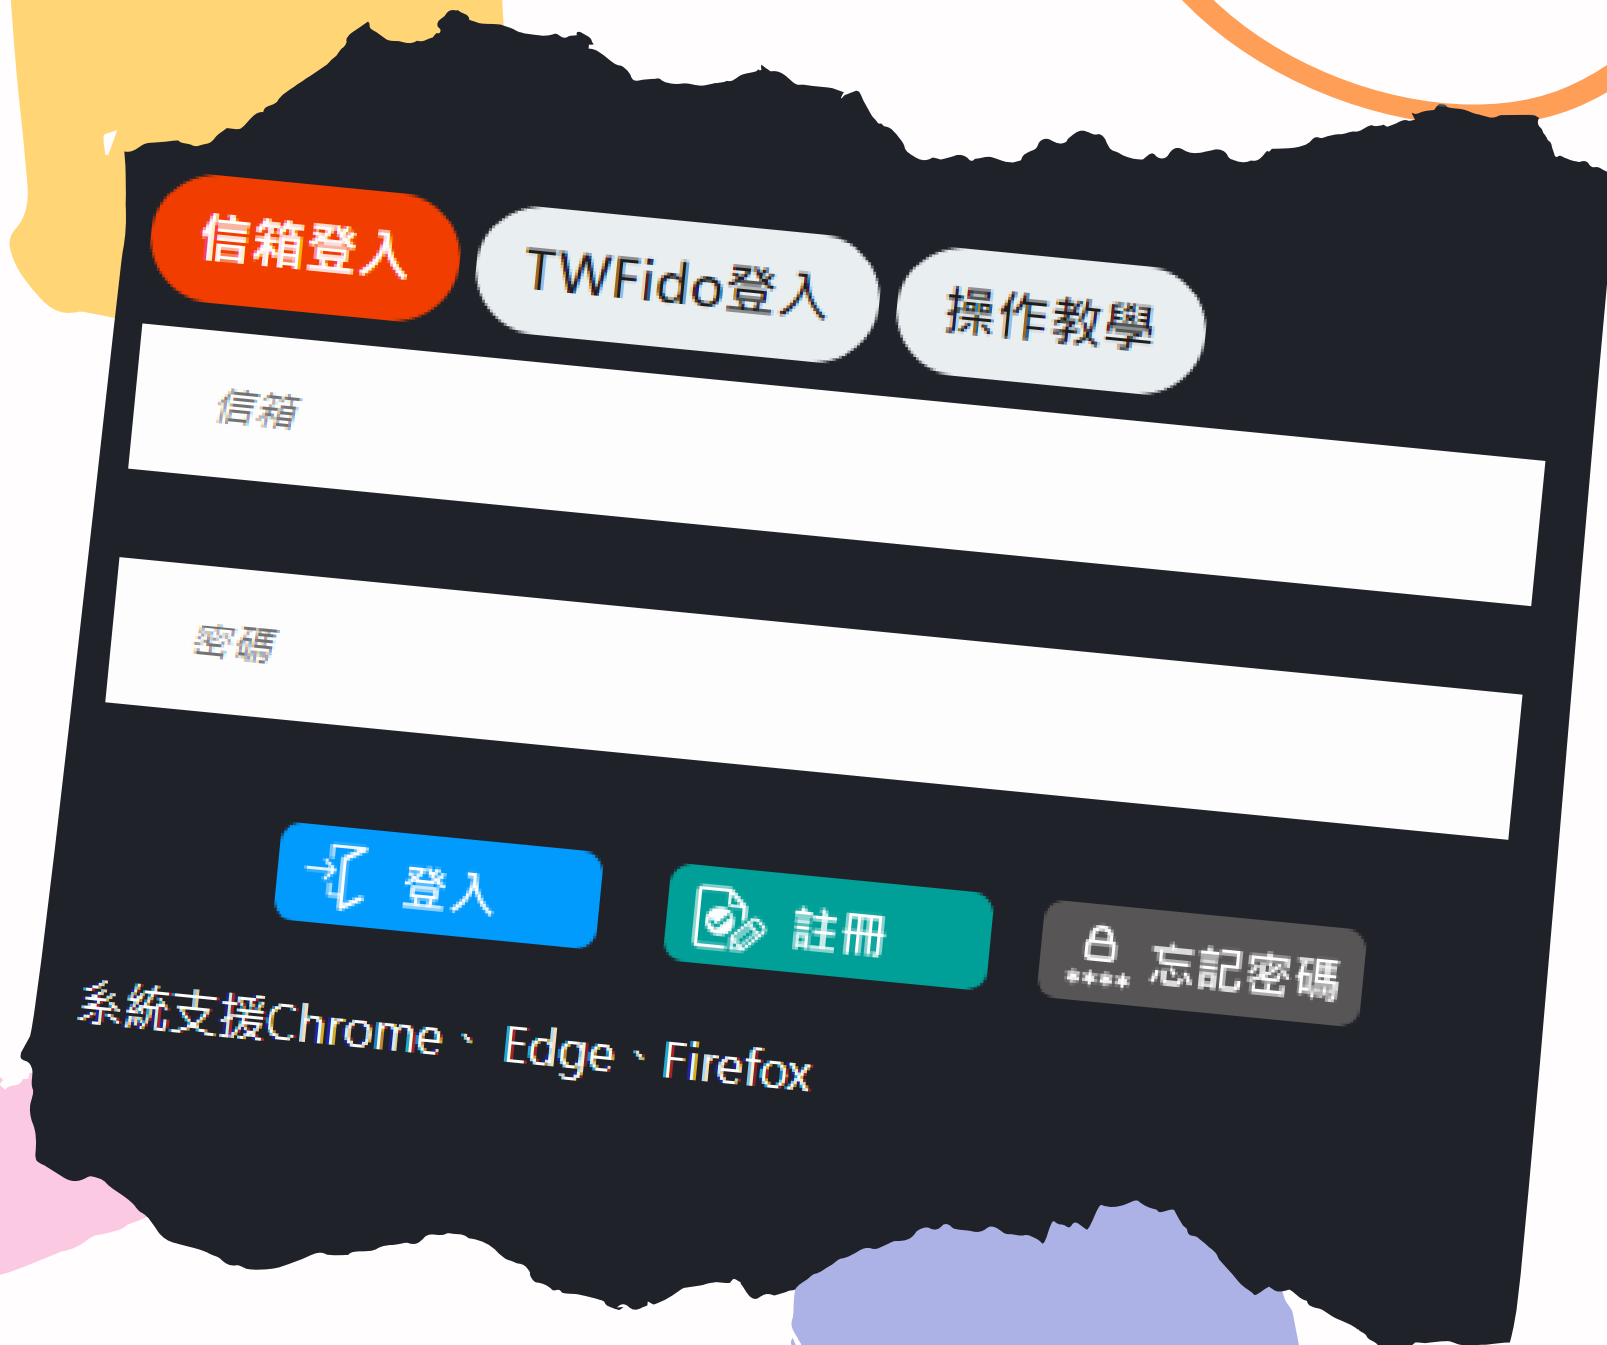 信箱登入 TWFido登入 操作教學
信箱
密碼
登入 註冊 忘記密碼
系統支援Chrome、 Edge、Firefox